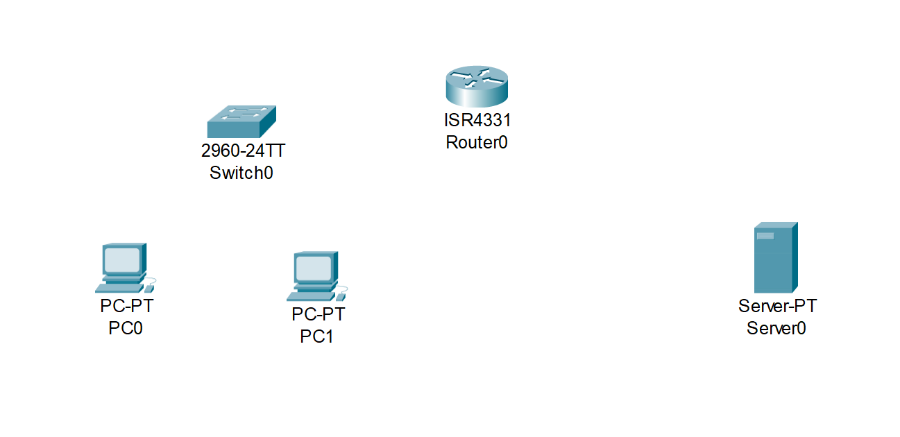 ISR4331
Router0
2960-24TT
Switch0
PC-PT
PC0
PC-PT
PC1
Server-PT
Server0